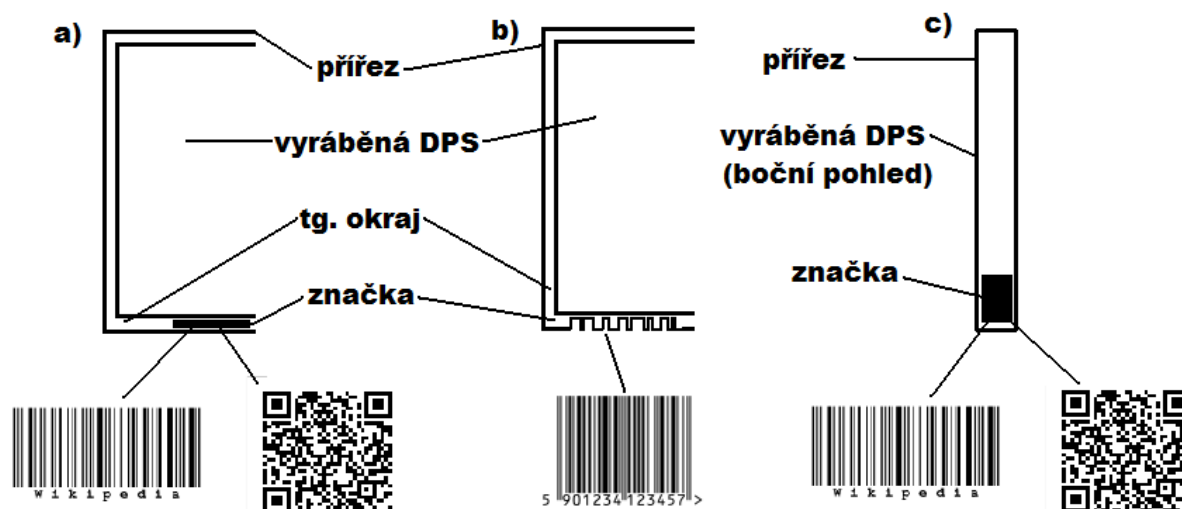 a)
b)
c)
přířez
přířez
vyráběná DPS
vyráběná DPS
(boční pohled)
tg. okraj
značka
značka
Wikipedia
5 901234 123457 >
Wikipedia